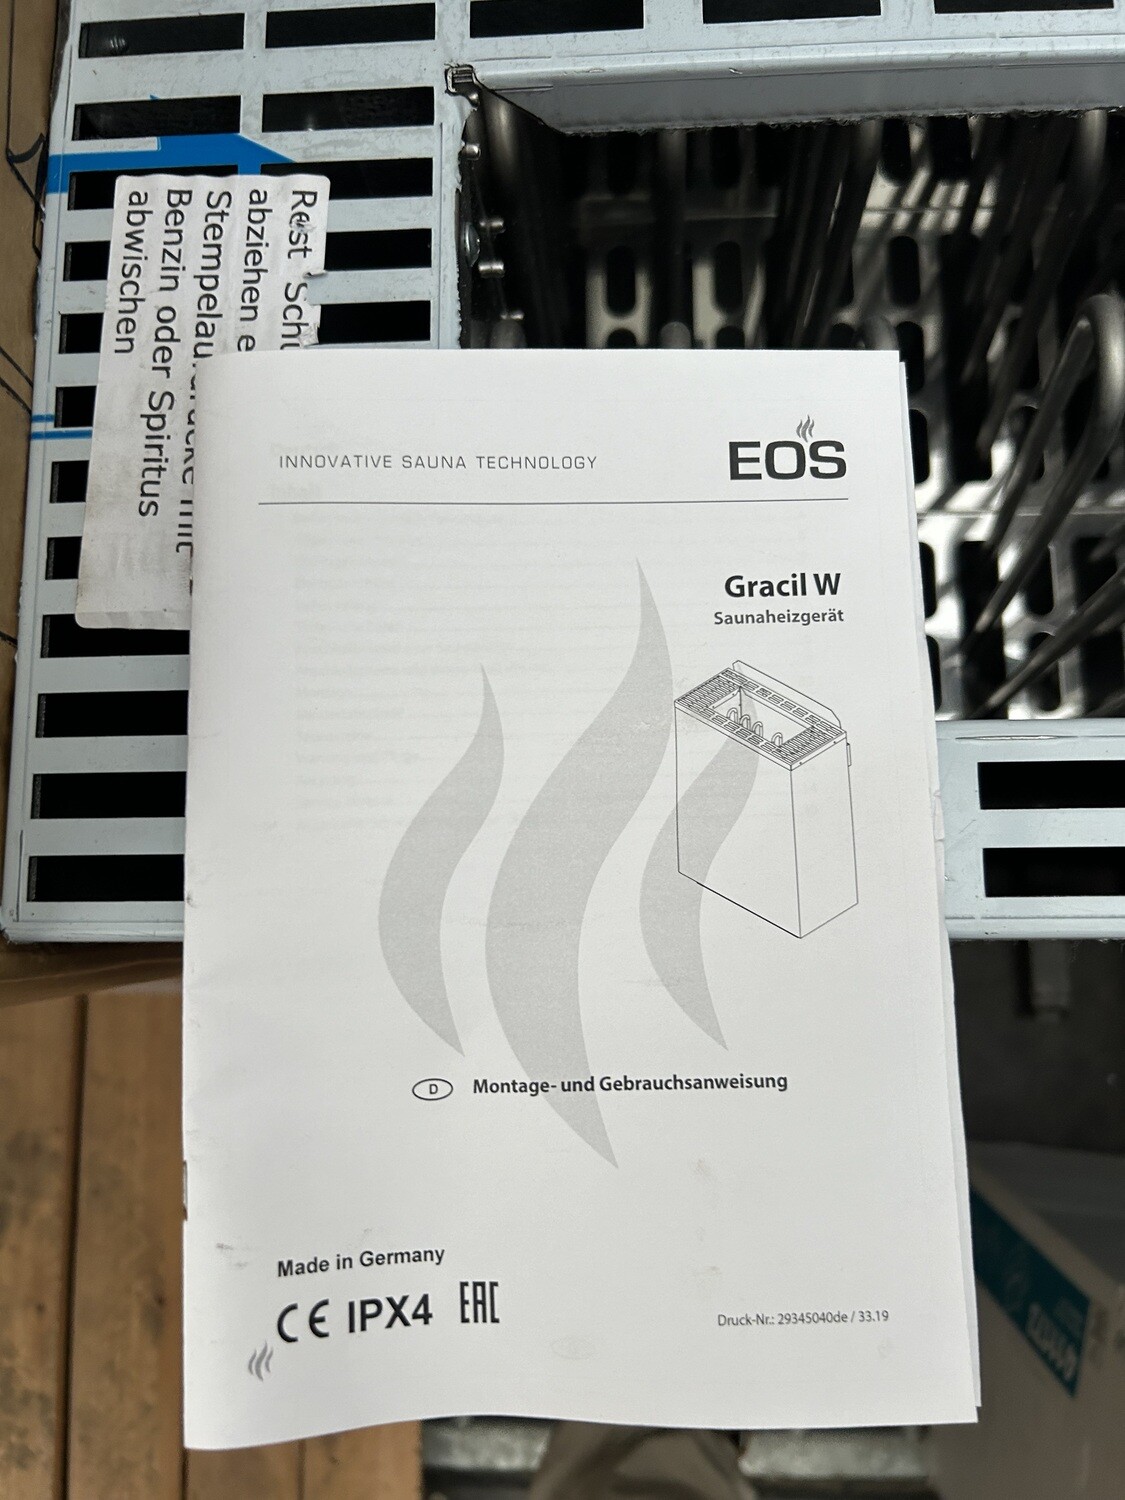 Rest Sch
abziehen e
Stempelau
Benzin oder Spiritus
abwischen
INNOVATIVE SAUNA TECHNOLOGY
EOS
Gracil W
Saunaheizgerät
D Montage- und Gebrauchsanweisung
Made in Germany
CE IPX4 EAC
Druck-Nr.: 29345040de / 33.19